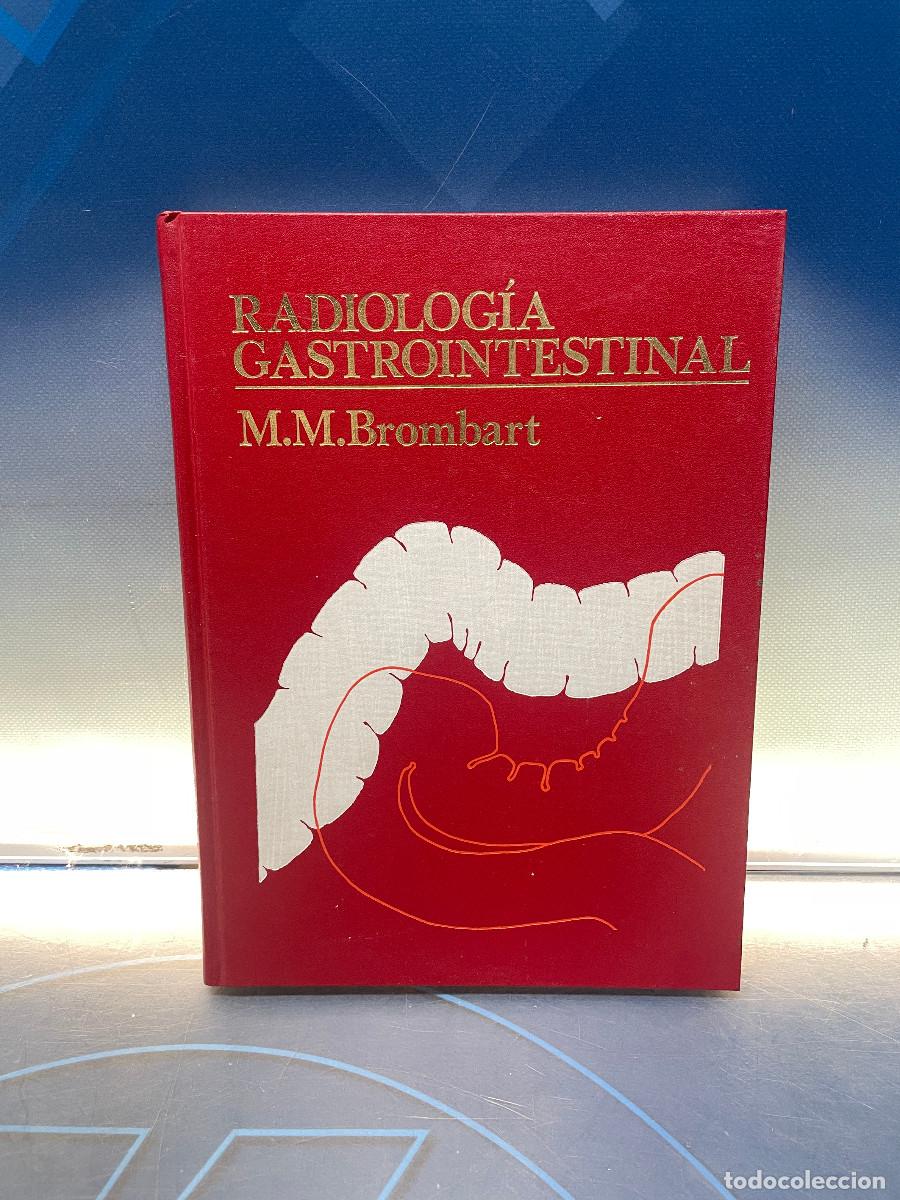 RADIOLOGÍA
GASTROINTESTINAL
M.M.Brombart
todocoleccion